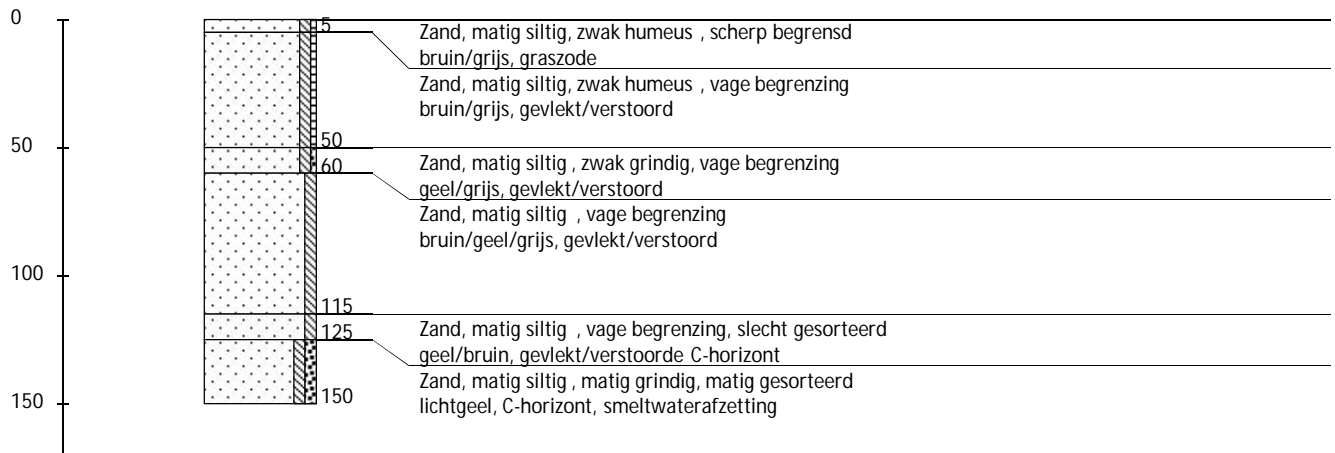 0
5
Zand, matig siltig, zwak humeus , scherp begrensd
bruin/grijs, graszode
Zand, matig siltig, zwak humeus , vage begrenzing
bruin/grijs, gevlekt/verstoord
50
50
60
Zand, matig siltig , zwak grindig, vage begrenzing
geel/grijs, gevlekt/verstoord
Zand, matig siltig , vage begrenzing
bruin/geel/grijs, gevlekt/verstoord
100
115
125
Zand, matig siltig , vage begrenzing, slecht gesorteerd
geel/bruin, gevlekt/verstoorde C-horizont
Zand, matig siltig , matig grindig, matig gesorteerd
lichtgeel, C-horizont, smeltwaterafzetting
150
150